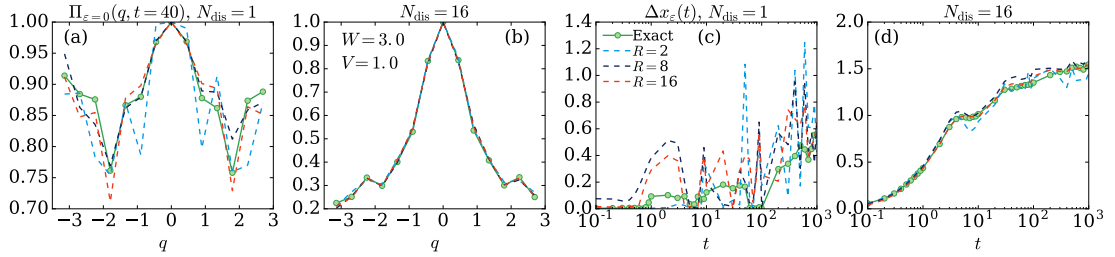 Π_{ε=0}(q, t=40), N_dis = 1
(a)
1.00
0.95
0.90
0.85
0.80
0.75
0.70
−3 −2 −1 0 1 2 3
q
N_dis = 16
W = 3.0
V = 1.0
(b)
1.0
0.9
0.8
0.7
0.6
0.5
0.4
0.3
0.2
−3 −2 −1 0 1 2 3
q
Δx_ε(t), N_dis = 1
Exact
R = 2
R = 8
R = 16
(c)
1.4
1.2
1.0
0.8
0.6
0.4
0.2
0.0
10^{-1} 10^0 10^1 10^2 10^3
t
N_dis = 16
(d)
2.0
1.5
1.0
0.5
0.0
10^{-1} 10^0 10^1 10^2 10^3
t